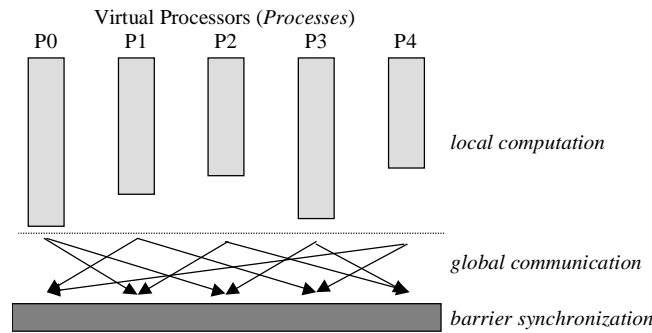 Virtual Processors (Processes)
P0 P1 P2 P3 P4
local computation
global communication
barrier synchronization